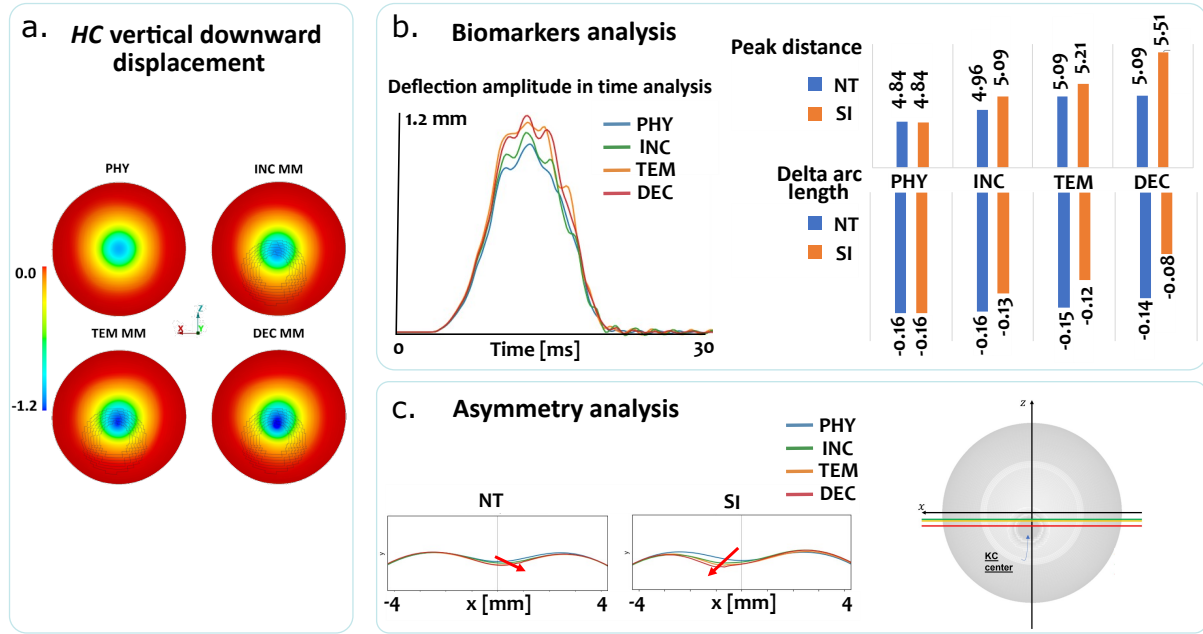 a.
HC vertical downward
displacement
PHY
INC MM
0.0
-1.2
Z
X
Y
TEM MM
DEC MM
b.
Biomarkers analysis
Deflection amplitude in time analysis
1.2 mm
PHY
INC
TEM
DEC
0
Time [ms]
30
Peak distance
NT
SI
4.84
4.84
4.96
5.09
5.09
5.21
5.09
5.51
Delta arc
length
NT
SI
PHY
INC
TEM
DEC
-0.16
-0.16
-0.16
-0.13
-0.15
-0.12
-0.14
-0.08
c.
Asymmetry analysis
PHY
INC
TEM
DEC
NT
SI
y
y
-4
x [mm]
4
-4
x [mm]
4
z
x
KC
center